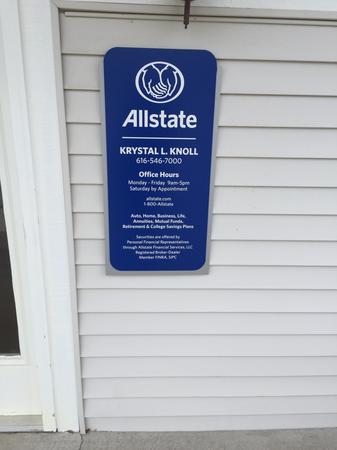 Allstate
KRYSTAL L. KNOLL
616-546-7000
Office Hours
Monday - Friday 9am-5pm
Saturday by Appointment
allstate.com
1-800-Allstate
Auto, Home, Business, Life,
Annuities, Mutual Funds,
Retirement & College Savings Plans
Securities are offered by
Personal Financial Representatives
through Allstate Financial Services, LLC
Registered Broker-Dealer
Member FINRA, SIPC